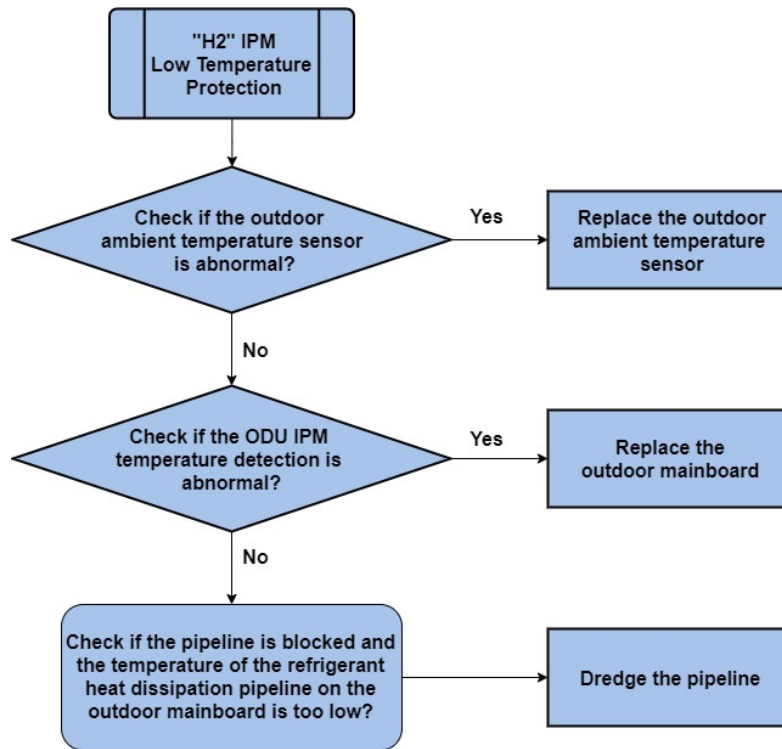 "H2" IPM
Low Temperature
Protection
Check if the outdoor
ambient temperature sensor
is abnormal?
Yes
Replace the outdoor
ambient temperature
sensor
No
Check if the ODU IPM
temperature detection is
abnormal?
Yes
Replace the
outdoor mainboard
No
Check if the pipeline is blocked and
the temperature of the refrigerant
heat dissipation pipeline on the
outdoor mainboard is too low?
Dredge the pipeline